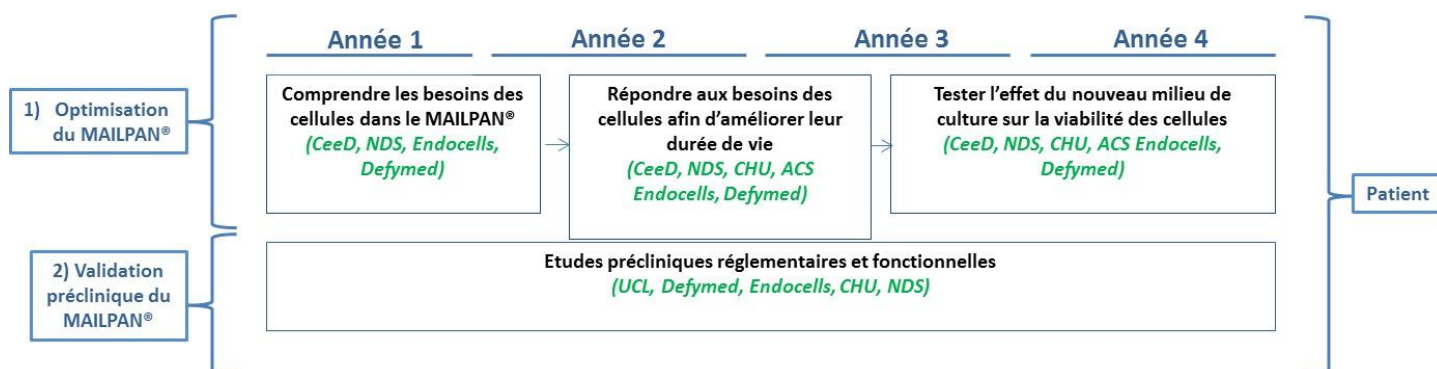 Année 1
Année 2
Année 3
Année 4
1) Optimisation
du MAILPAN®
Comprendre les besoins des
cellules dans le MAILPAN®
(CeeD, NDS, Endocells,
Defymed)
Répondre aux besoins des
cellules afin d’améliorer leur
durée de vie
(CeeD, NDS, CHU, ACS
Endocells, Defymed)
Tester l’effet du nouveau milieu de
culture sur la viabilité des cellules
(CeeD, NDS, CHU, ACS Endocells,
Defymed)
Patient
2) Validation
préclinique du
MAILPAN®
Etudes précliniques réglementaires et fonctionnelles
(UCL, Defymed, Endocells, CHU, NDS)